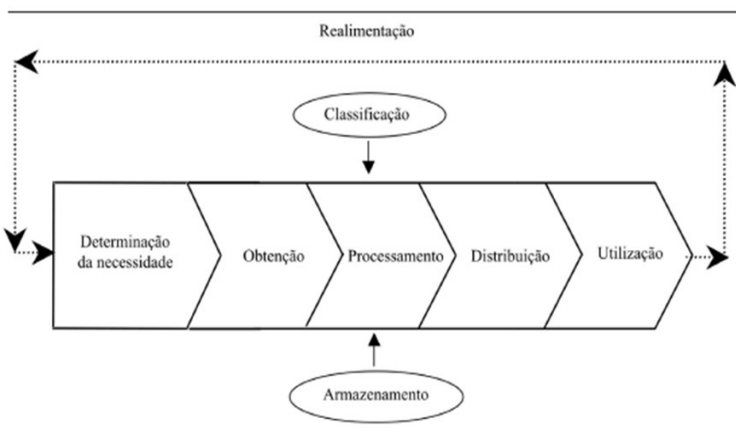 Realimentação
Classificação
Determinação
da necessidade
Obtenção
Processamento
Distribuição
Utilização
Armazenamento